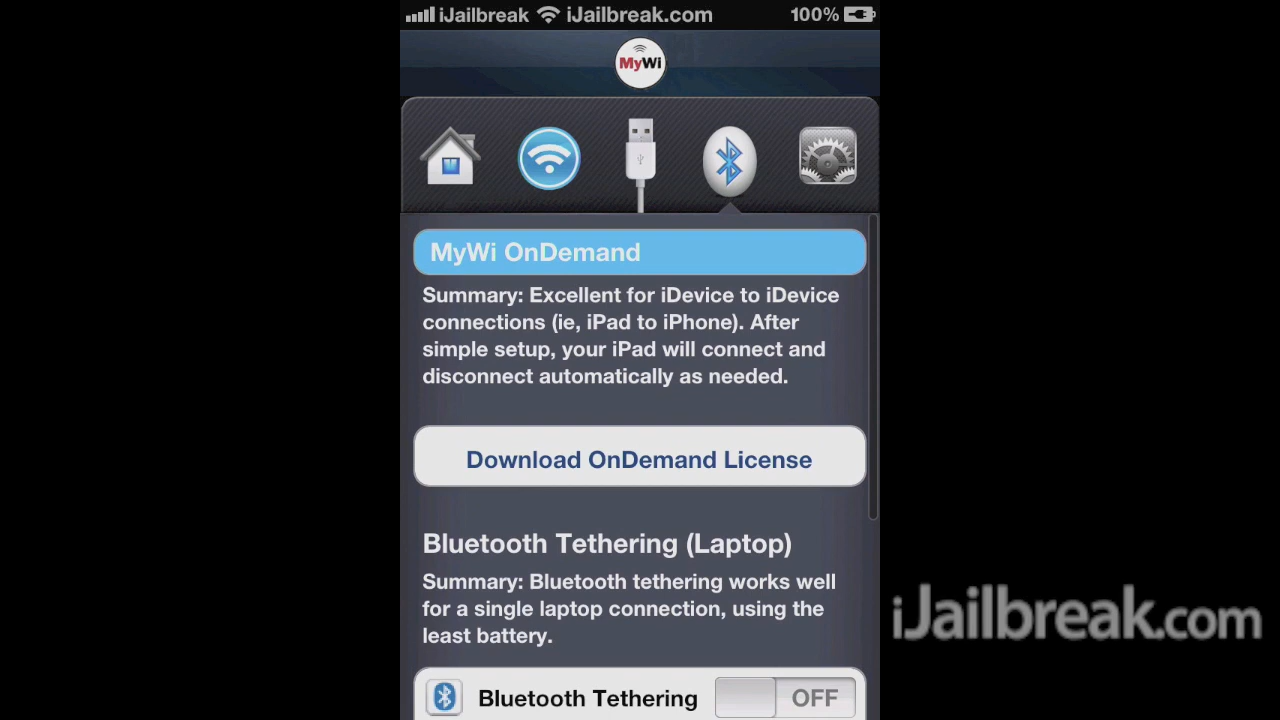 iJailbreak iJailbreak.com 100%
MyWi
MyWi OnDemand
Summary: Excellent for iDevice to iDevice
connections (ie, iPad to iPhone). After
simple setup, your iPad will connect and
disconnect automatically as needed.
Download OnDemand License
Bluetooth Tethering (Laptop)
Summary: Bluetooth tethering works well
for a single laptop connection, using the
least battery.
Bluetooth Tethering OFF
iJailbreak.com